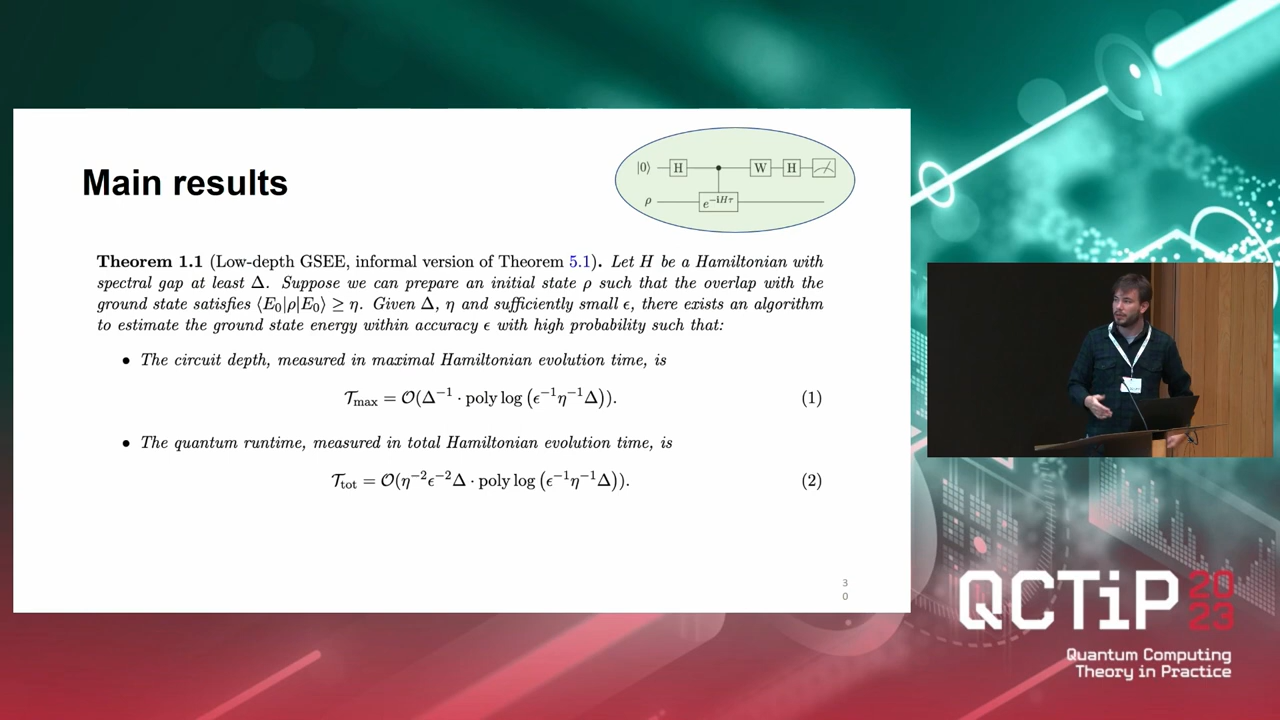 Main results
|0⟩ H W H
ρ e^{-iHτ}
Theorem 1.1 (Low-depth GSEE, informal version of Theorem 5.1). Let H be a Hamiltonian with
spectral gap at least Δ. Suppose we can prepare an initial state ρ such that the overlap with the
ground state satisfies ⟨E₀|ρ|E₀⟩ ≥ η. Given Δ, η and sufficiently small ϵ, there exists an algorithm
to estimate the ground state energy within accuracy ϵ with high probability such that:
• The circuit depth, measured in maximal Hamiltonian evolution time, is
𝒯_max = 𝒪(Δ⁻¹ · poly log (ϵ⁻¹η⁻¹Δ)). (1)
• The quantum runtime, measured in total Hamiltonian evolution time, is
𝒯_tot = 𝒪(η⁻²ϵ⁻²Δ · poly log (ϵ⁻¹η⁻¹Δ)). (2)
3
0
QCTiP 20
23
Quantum Computing
Theory in Practice